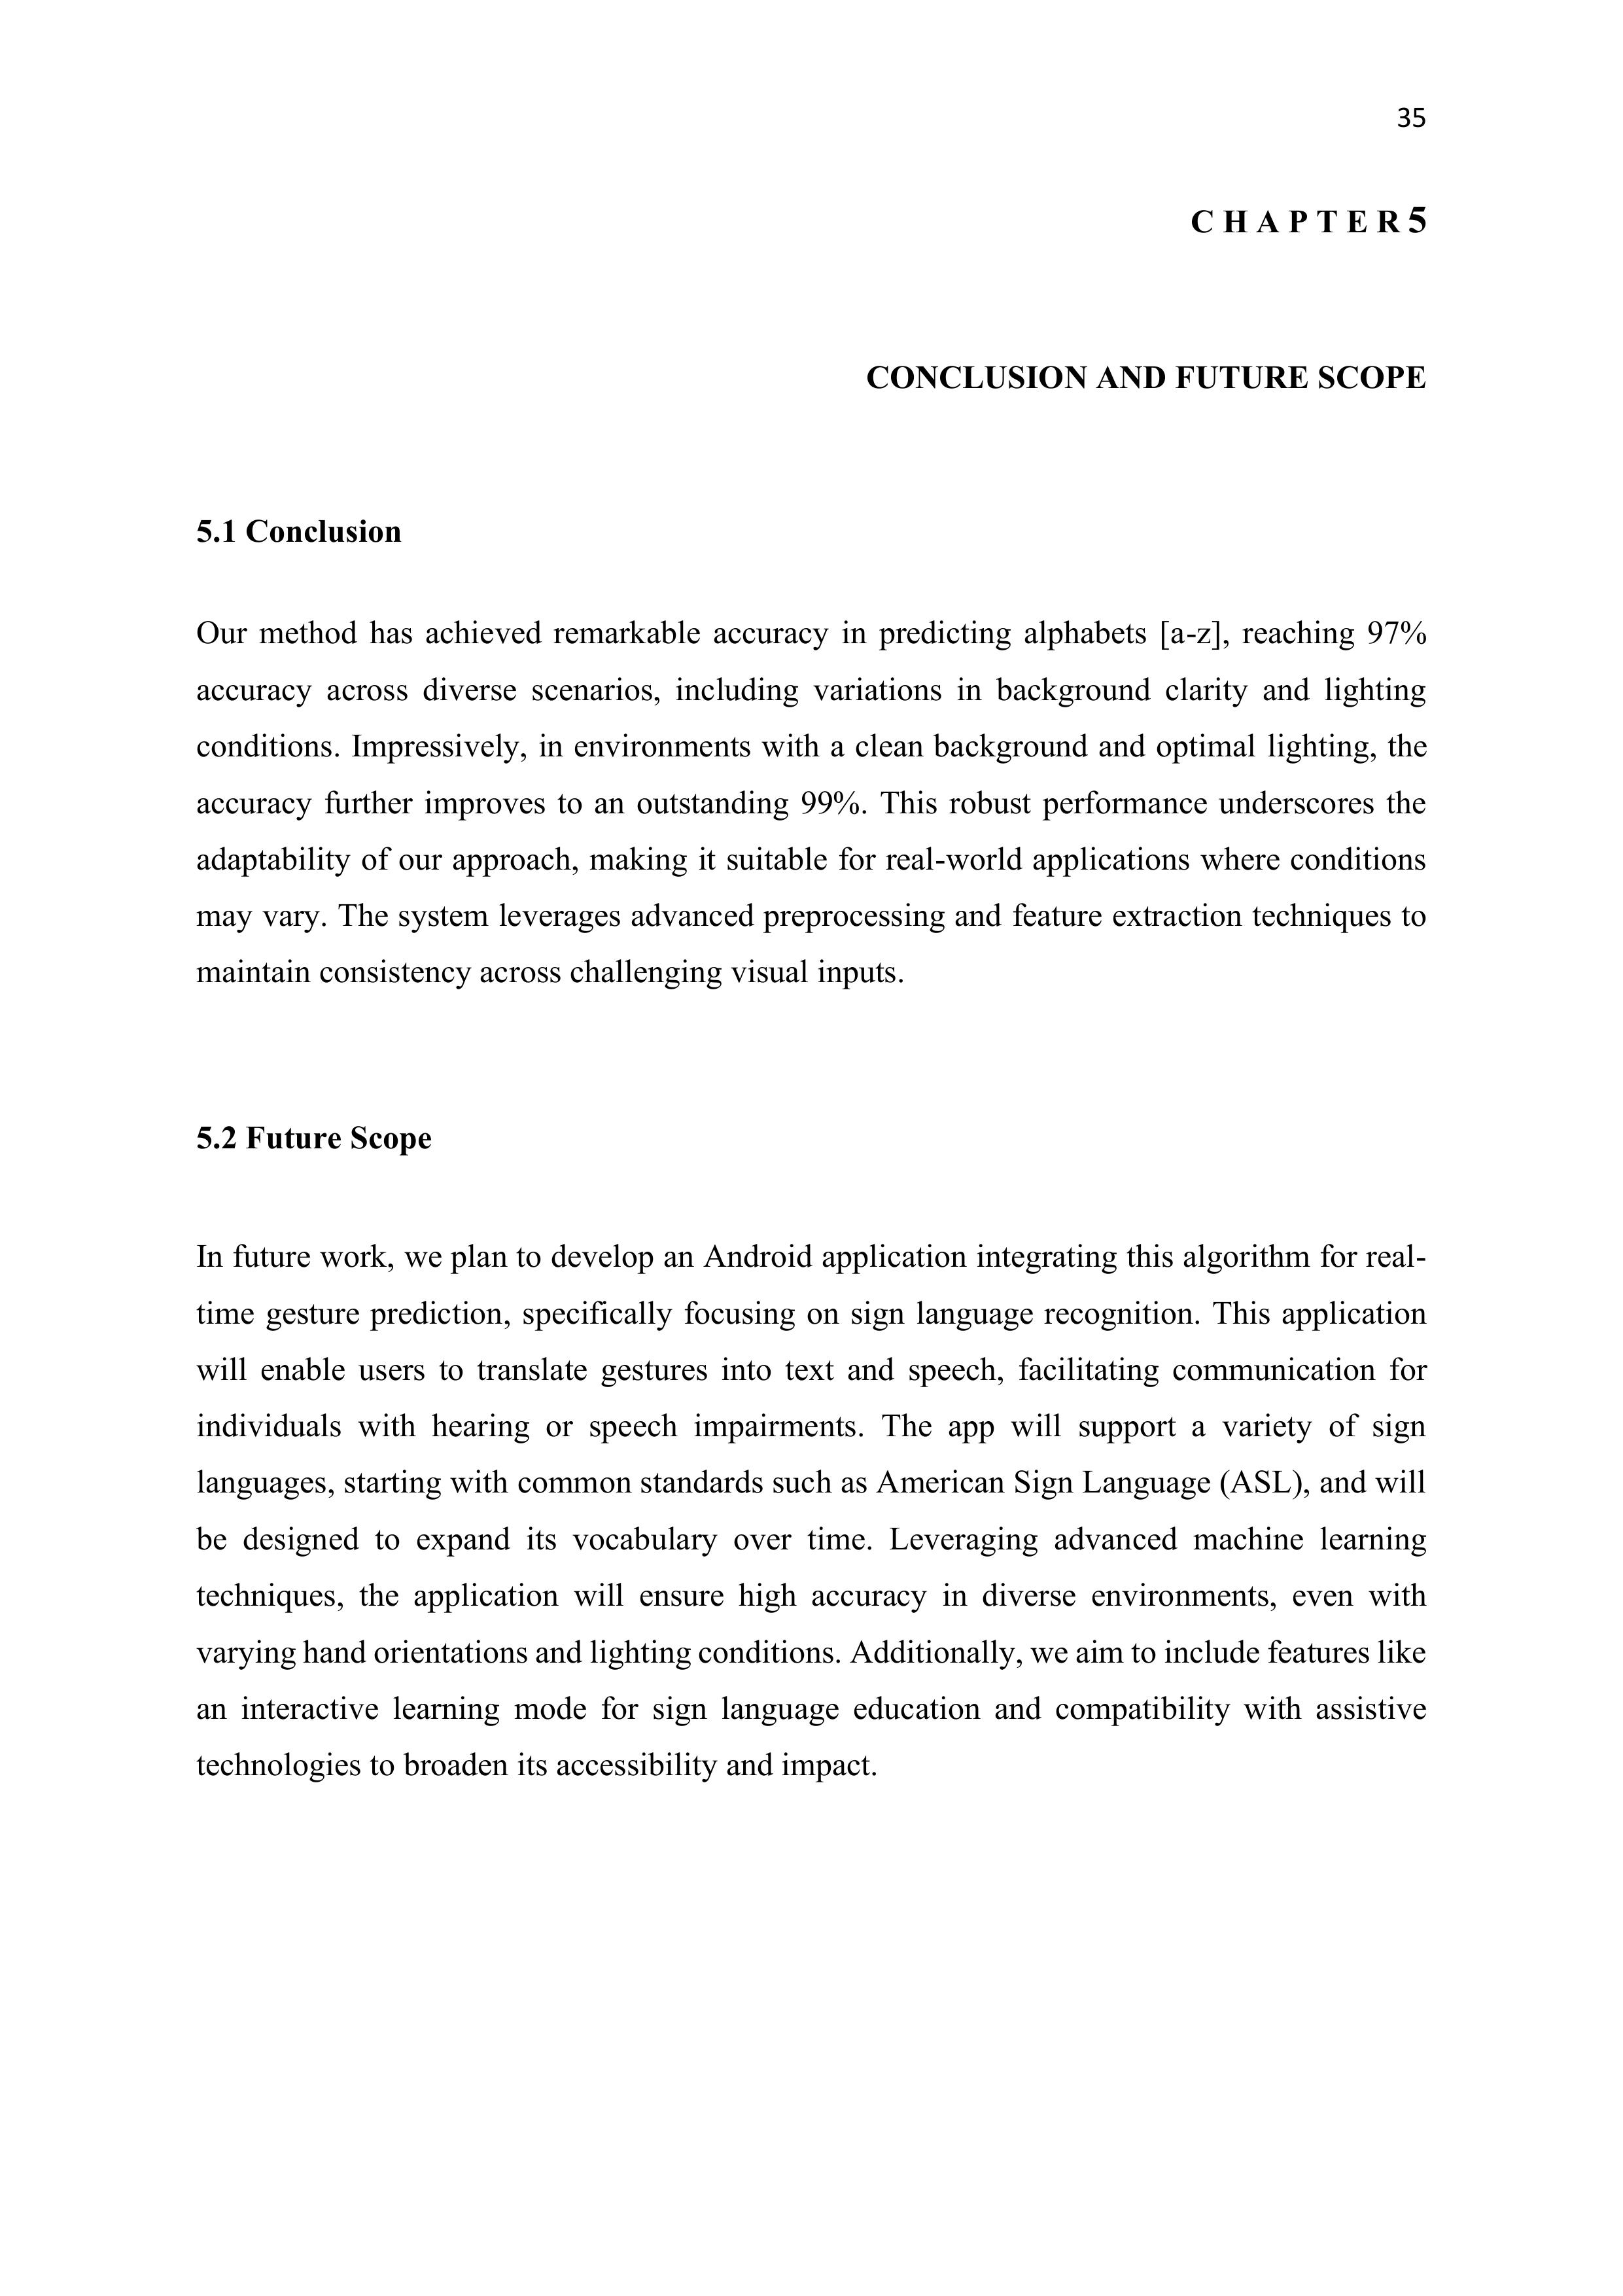 35
C H A P T E R 5
CONCLUSION AND FUTURE SCOPE
5.1 Conclusion
Our method has achieved remarkable accuracy in predicting alphabets [a-z], reaching 97%
accuracy across diverse scenarios, including variations in background clarity and lighting
conditions. Impressively, in environments with a clean background and optimal lighting, the
accuracy further improves to an outstanding 99%. This robust performance underscores the
adaptability of our approach, making it suitable for real-world applications where conditions
may vary. The system leverages advanced preprocessing and feature extraction techniques to
maintain consistency across challenging visual inputs.
5.2 Future Scope
In future work, we plan to develop an Android application integrating this algorithm for real-
time gesture prediction, specifically focusing on sign language recognition. This application
will enable users to translate gestures into text and speech, facilitating communication for
individuals with hearing or speech impairments. The app will support a variety of sign
languages, starting with common standards such as American Sign Language (ASL), and will
be designed to expand its vocabulary over time. Leveraging advanced machine learning
techniques, the application will ensure high accuracy in diverse environments, even with
varying hand orientations and lighting conditions. Additionally, we aim to include features like
an interactive learning mode for sign language education and compatibility with assistive
technologies to broaden its accessibility and impact.